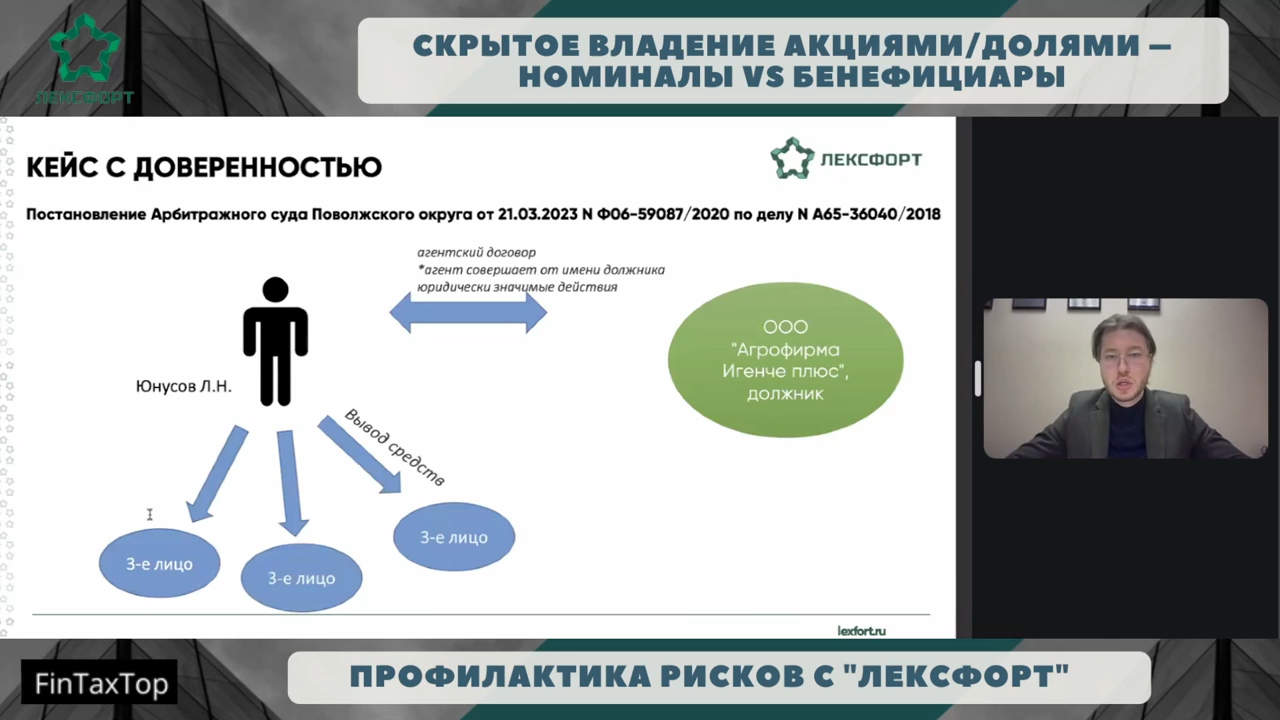 ЛЕКСФОРТ
СКРЫТОЕ ВЛАДЕНИЕ АКЦИЯМИ/ДОЛЯМИ –
НОМИНАЛЫ VS БЕНЕФИЦИАРЫ
КЕЙС С ДОВЕРЕННОСТЬЮ
ЛЕКСФОРТ
Постановление Арбитражного суда Поволжского округа от 21.03.2023 N Ф06-59087/2020 по делу N А65-36040/2018
агентский договор
*агент совершает от имени должника
юридически значимые действия
ООО
"Агрофирма
Игенче плюс",
должник
Юнусов Л.Н.
Вывод средств
3-е лицо
3-е лицо
3-е лицо
lexfort.ru
FinTaxTop
ПРОФИЛАКТИКА РИСКОВ С "ЛЕКСФОРТ"